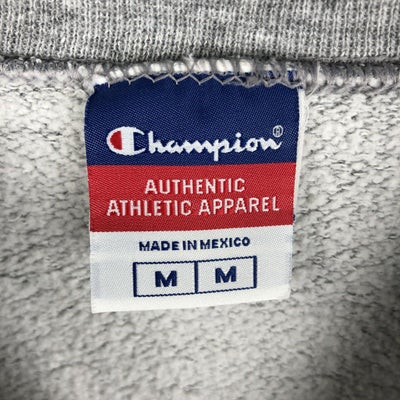 Champion®
AUTHENTIC
ATHLETIC APPAREL
MADE IN MEXICO
M M